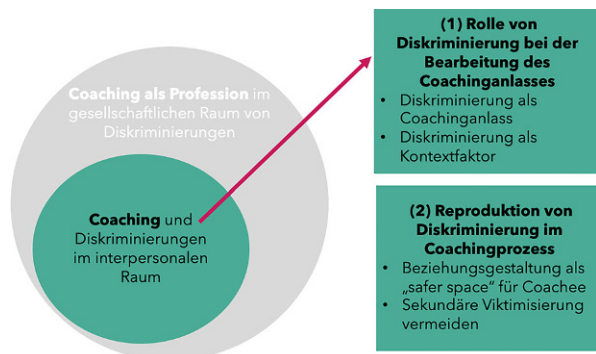 Coaching als Profession im
gesellschaftlichen Raum von
Diskriminierungen
Coaching und
Diskriminierungen
im interpersonalen
Raum
(1) Rolle von
Diskriminierung bei der
Bearbeitung des
Coachinganlasses
• Diskriminierung als
Coachinganlass
• Diskriminierung als
Kontextfaktor
(2) Reproduktion von
Diskriminierung im
Coachingprozess
• Beziehungsgestaltung als
„safer space“ für Coachee
• Sekundäre Viktimisierung
vermeiden